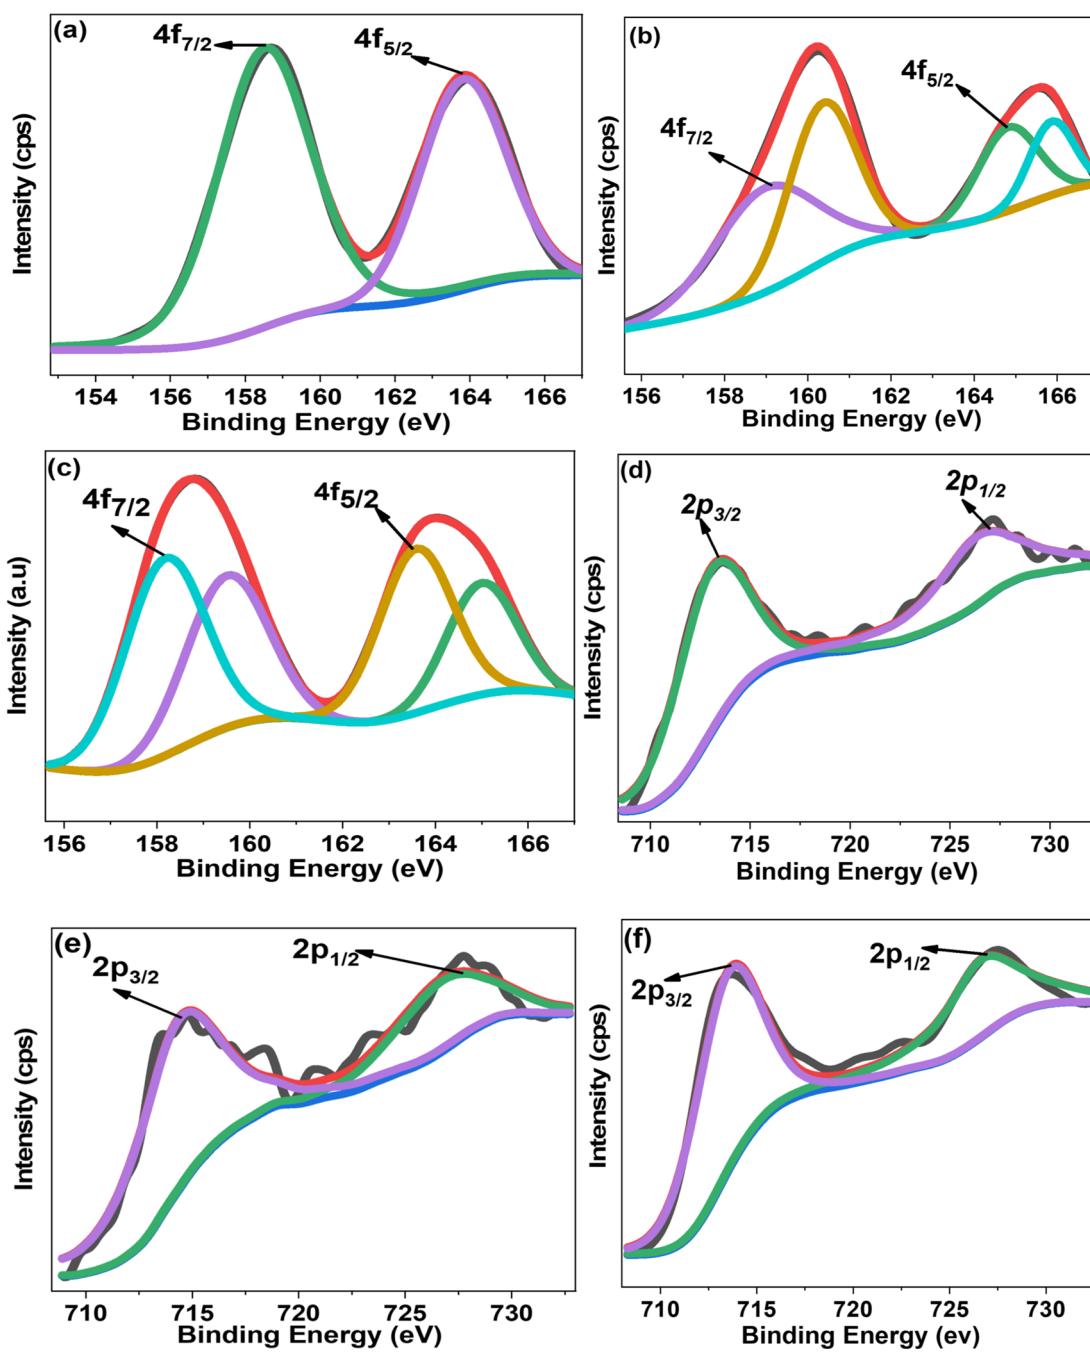 (a)
4f7/2
4f5/2
Intensity (cps)
154 156 158 160 162 164 166
Binding Energy (eV)
(b)
4f7/2
4f5/2
Intensity (cps)
156 158 160 162 164 166
Binding Energy (eV)
(c)
4f7/2
4f5/2
Intensity (a.u)
156 158 160 162 164 166
Binding Energy (eV)
(d)
2p3/2
2p1/2
Intensity (cps)
710 715 720 725 730
Binding Energy (eV)
(e)
2p3/2
2p1/2
Intensity (cps)
710 715 720 725 730
Binding Energy (eV)
(f)
2p3/2
2p1/2
Intensity (cps)
710 715 720 725 730
Binding Energy (ev)